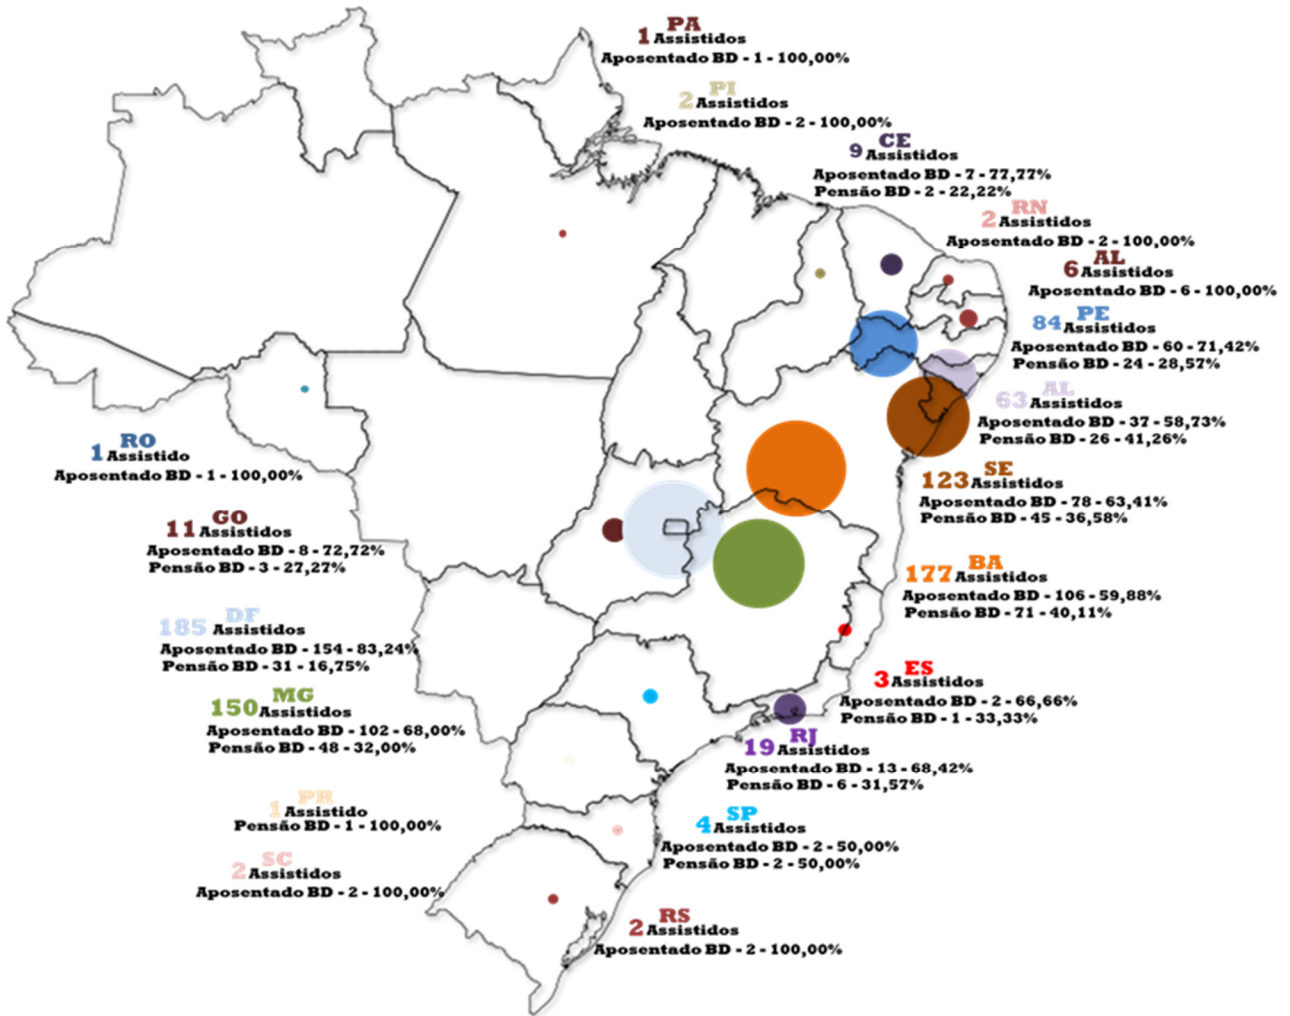 PA
1 Assistidos
Aposentado BD - 1 - 100,00%
PI
2 Assistidos
Aposentado BD - 2 - 100,00%
CE
9 Assistidos
Aposentado BD - 7 - 77,77%
Pensão BD - 2 - 22,22%
RN
2 Assistidos
Aposentado BD - 2 - 100,00%
AL
6 Assistidos
Aposentado BD - 6 - 100,00%
PE
84 Assistidos
Aposentado BD - 60 - 71,42%
Pensão BD - 24 - 28,57%
AL
63 Assistidos
Aposentado BD - 37 - 58,73%
Pensão BD - 26 - 41,26%
SE
123 Assistidos
Aposentado BD - 78 - 63,41%
Pensão BD - 45 - 36,58%
BA
177 Assistidos
Aposentado BD - 106 - 59,88%
Pensão BD - 71 - 40,11%
ES
3 Assistidos
Aposentado BD - 2 - 66,66%
Pensão BD - 1 - 33,33%
RJ
19 Assistidos
Aposentado BD - 13 - 68,42%
Pensão BD - 6 - 31,57%
SP
4 Assistidos
Aposentado BD - 2 - 50,00%
Pensão BD - 2 - 50,00%
RS
2 Assistidos
Aposentado BD - 2 - 100,00%
RO
1 Assistido
Aposentado BD - 1 - 100,00%
GO
11 Assistidos
Aposentado BD - 8 - 72,72%
Pensão BD - 3 - 27,27%
DF
185 Assistidos
Aposentado BD - 154 - 83,24%
Pensão BD - 31 - 16,75%
MG
150 Assistidos
Aposentado BD - 102 - 68,00%
Pensão BD - 48 - 32,00%
PR
1 Assistido
Pensão BD - 1 - 100,00%
SC
2 Assistidos
Aposentado BD - 2 - 100,00%